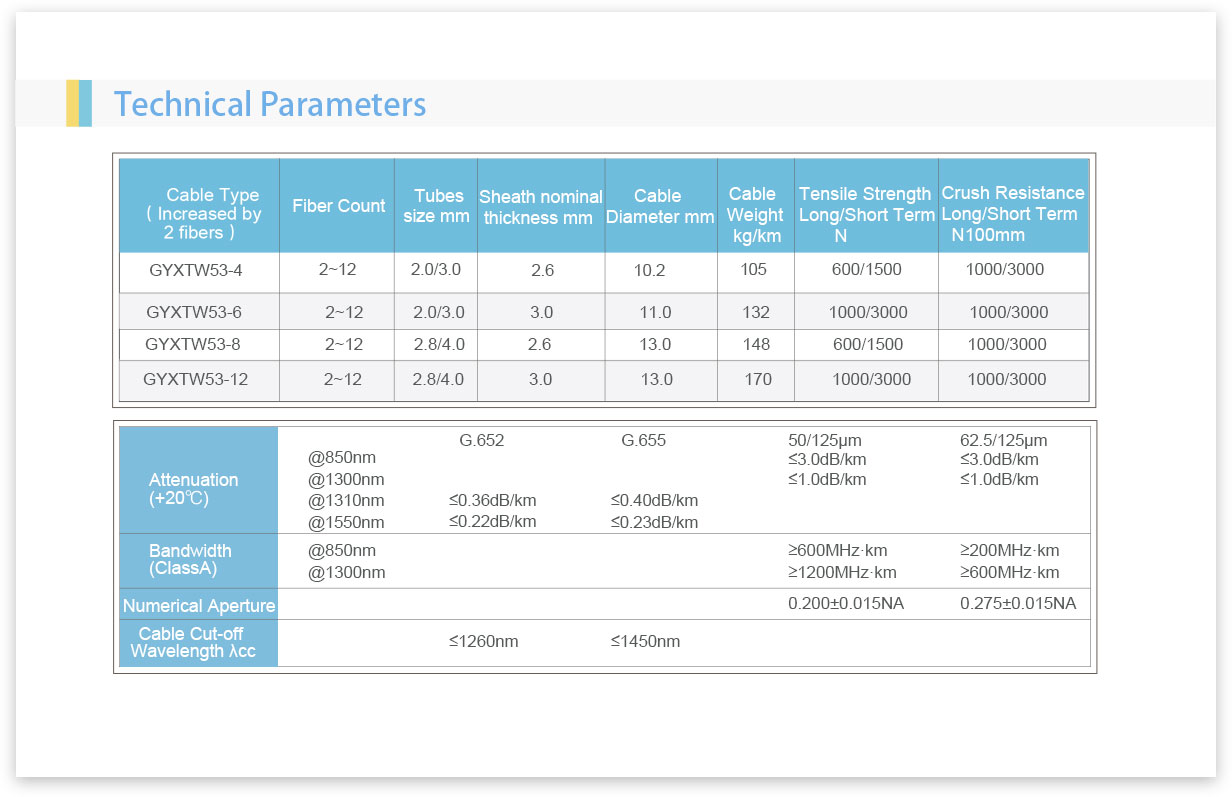 Technical Parameters
Cable Type
( Increased by
2 fibers )
Fiber Count
Tubes
size mm
Sheath nominal
thickness mm
Cable
Diameter mm
Cable
Weight
kg/km
Tensile Strength
Long/Short Term
N
Crush Resistance
Long/Short Term
N100mm
GYXTW53-4 2~12 2.0/3.0 2.6 10.2 105 600/1500 1000/3000
GYXTW53-6 2~12 2.0/3.0 3.0 11.0 132 1000/3000 1000/3000
GYXTW53-8 2~12 2.8/4.0 2.6 13.0 148 600/1500 1000/3000
GYXTW53-12 2~12 2.8/4.0 3.0 13.0 170 1000/3000 1000/3000
Attenuation
(+20℃)
G.652 G.655 50/125μm 62.5/125μm
@850nm ≤3.0dB/km ≤3.0dB/km
@1300nm ≤1.0dB/km ≤1.0dB/km
@1310nm ≤0.36dB/km ≤0.40dB/km
@1550nm ≤0.22dB/km ≤0.23dB/km
Bandwidth
(ClassA)
@850nm ≥600MHz·km ≥200MHz·km
@1300nm ≥1200MHz·km ≥600MHz·km
Numerical Aperture 0.200±0.015NA 0.275±0.015NA
Cable Cut-off
Wavelength λcc
≤1260nm ≤1450nm